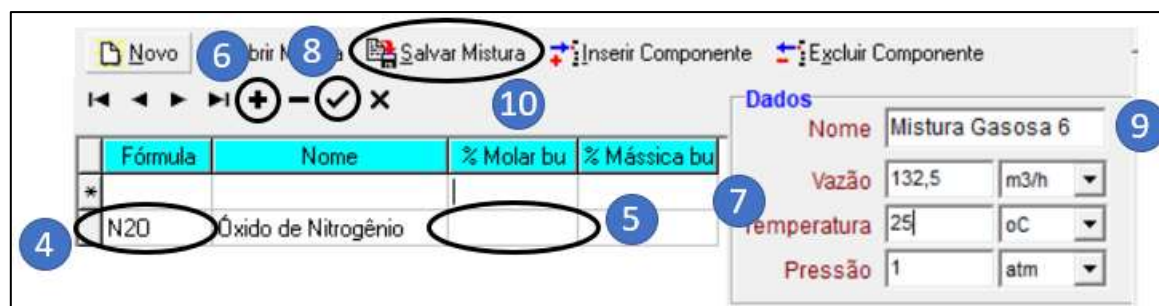 Novo 6 brir M 8 a Salvar Mistura Inserir Componente Excluir Componente
10
Dados
Nome Mistura Gasosa 6 9
Fórmula Nome % Molar bu % Mássica bu
Vazão 132,5 m3/h
* 7
4 N2O Óxido de Nitrogênio 5
emperatura 25 oC
Pressão 1 atm